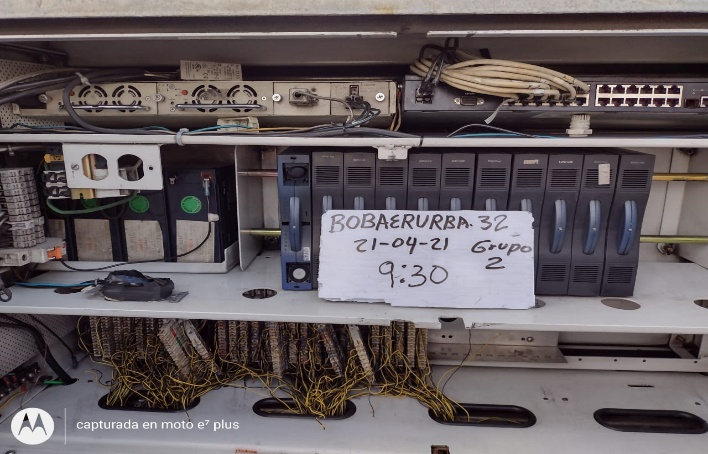 BOBAERURBA. 32
21-04-21 Grupo
9:30 2
capturada en moto e⁷ plus